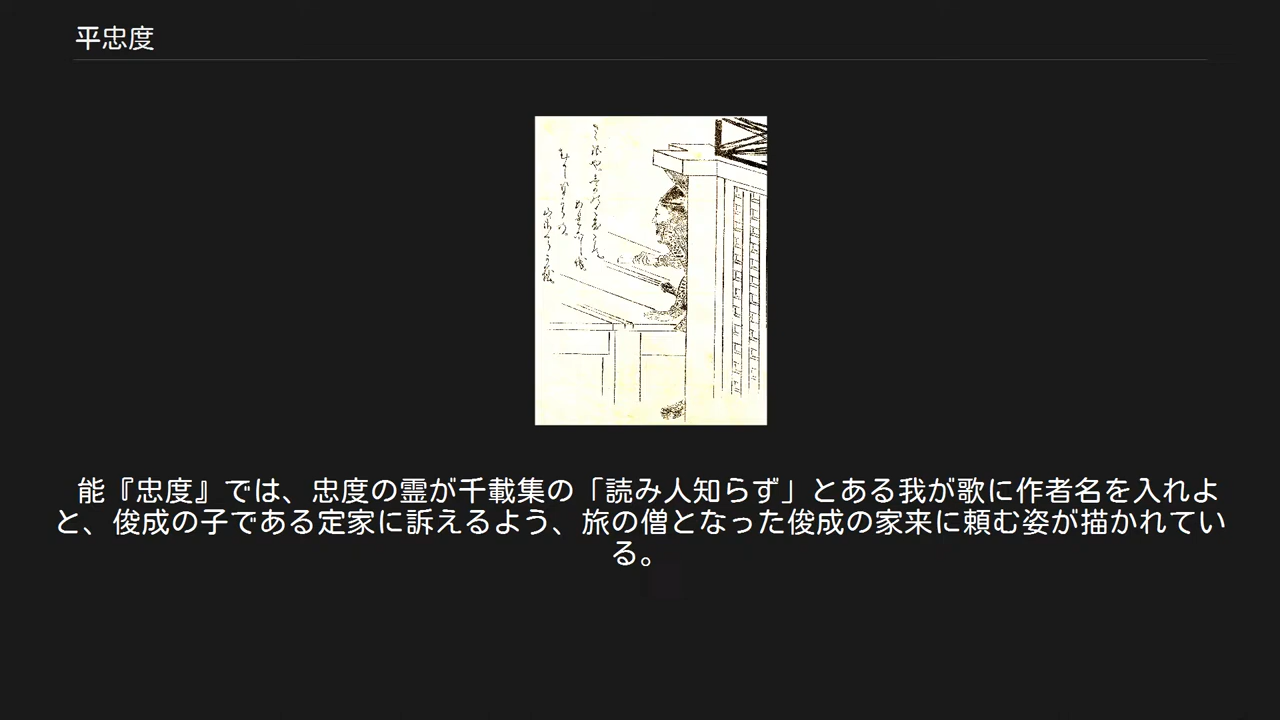 平忠度
能『忠度』では、忠度の霊が千載集の「読み人知らず」とある我が歌に作者名を入れよ
と、俊成の子である定家に訴えるよう、旅の僧となった俊成の家来に頼む姿が描かれてい
る。